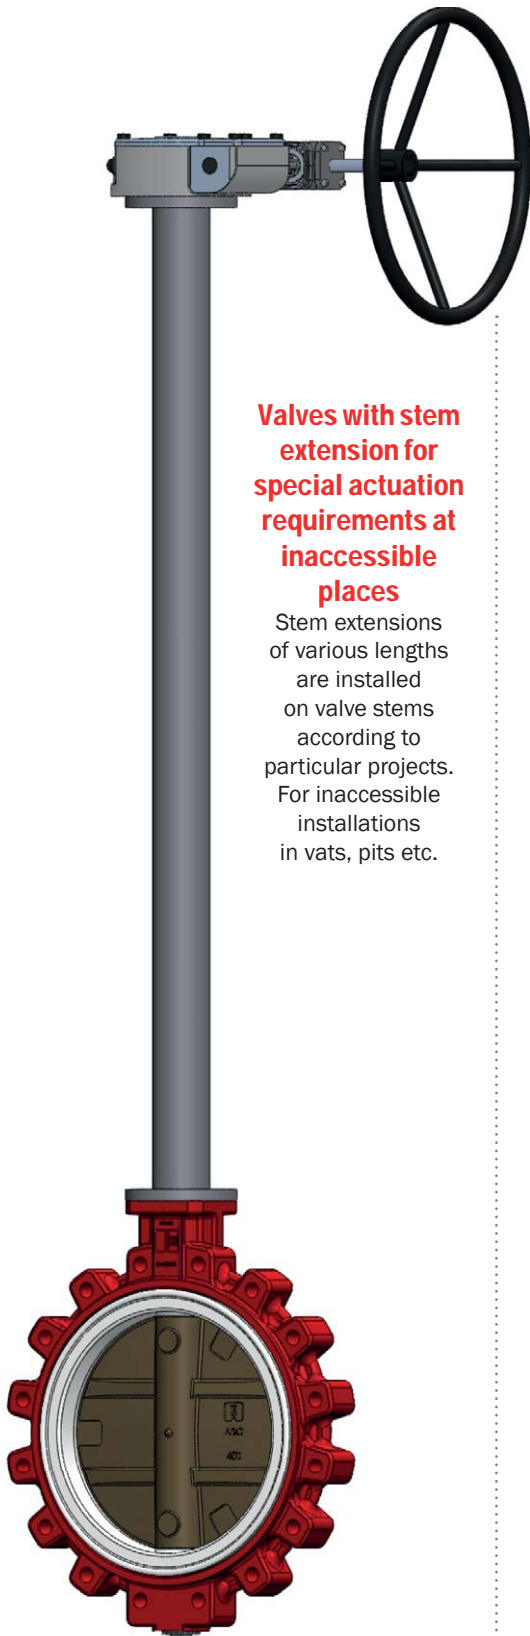 Valves with stem
extension for
special actuation
requirements at
inaccessible
places
Stem extensions
of various lengths
are installed
on valve stems
according to
particular projects.
For inaccessible
installations
in vats, pits etc.